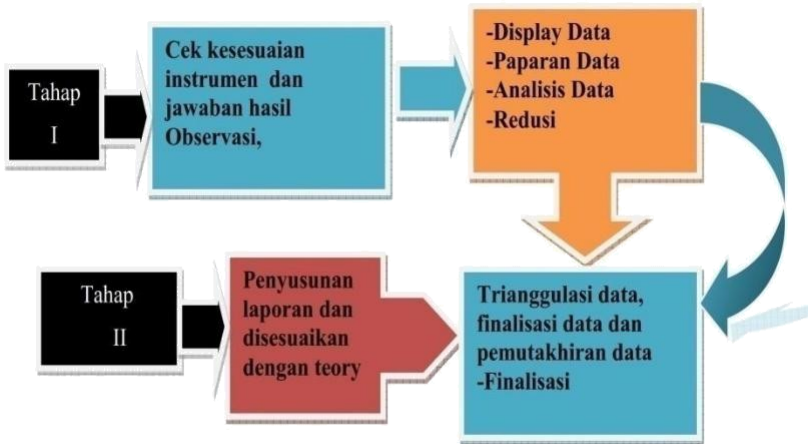 Tahap
I
Cek kesesuaian
instrumen dan
jawaban hasil
Observasi,
-Display Data
-Paparan Data
-Analisis Data
-Redusi
Tahap
II
Penyusunan
laporan dan
disesuaikan
dengan teory
Trianggulasi data,
finalisasi data dan
pemutakhiran data
-Finalisasi